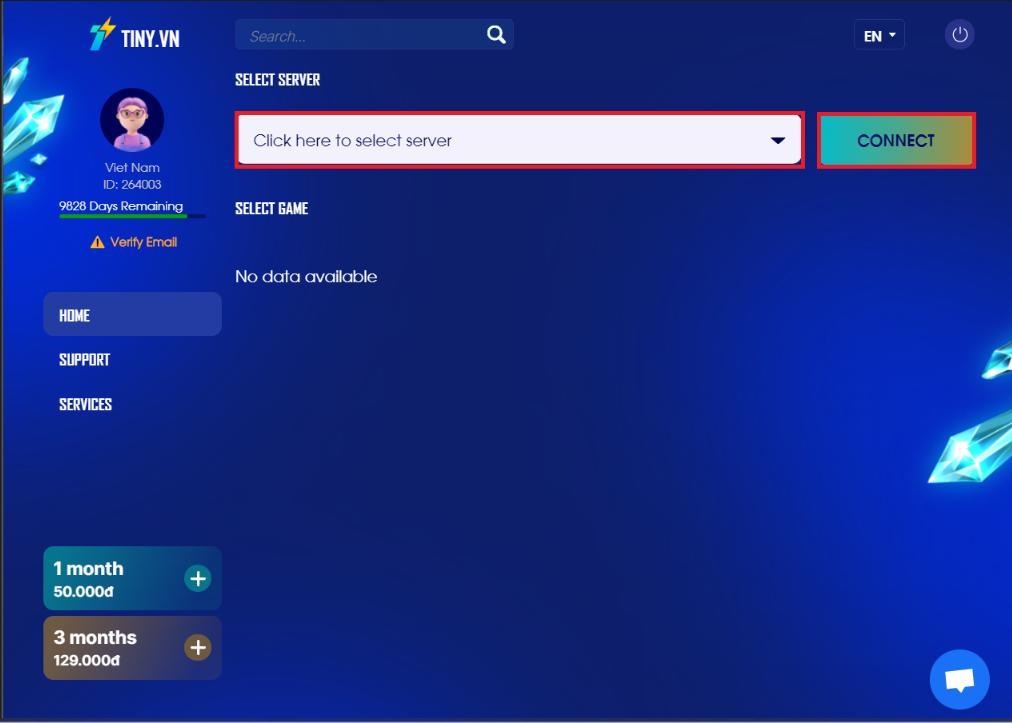 TINY.VN
Search...
EN
Viet Nam
ID: 264003
9828 Days Remaining
Verify Email
HOME
SUPPORT
SERVICES
1 month
50.000đ
3 months
129.000đ
SELECT SERVER
Click here to select server
CONNECT
SELECT GAME
No data available